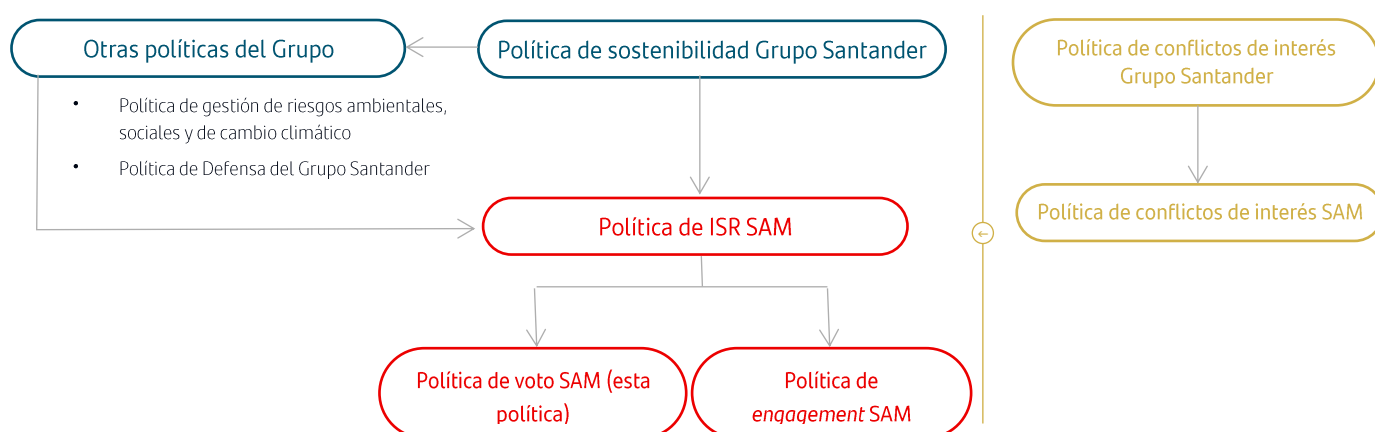 Otras políticas del Grupo
Política de sostenibilidad Grupo Santander
Política de conflictos de interés
Grupo Santander
• Política de gestión de riesgos ambientales,
sociales y de cambio climático
• Política de Defensa del Grupo Santander
Política de ISR SAM
Política de conflictos de interés SAM
Política de voto SAM (esta
política)
Política de
engagement SAM